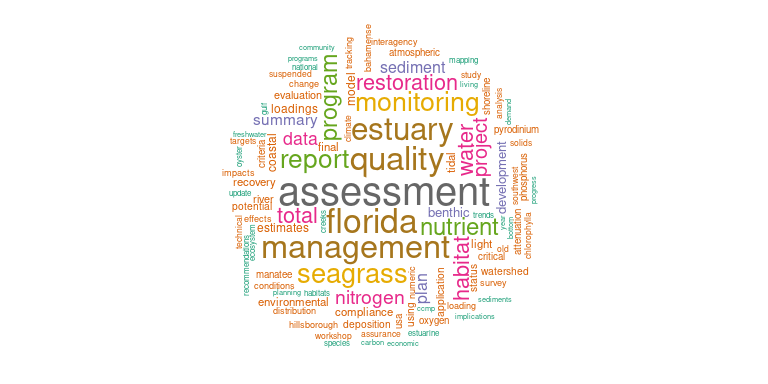 community
bahamense
interagency
tracking
atmospheric
programs
national
program
sediment
mapping
suspended
model
restoration
study
living
change
shoreline
evaluation
monitoring
analysis
gulf
loadings
demand
summary
climate
estuary
water
project
pyrodinium
freshwater
targets
data
final
solids
oyster
criteria
coastal
report
quality
tidal
development
southwest
phosphorus
progress
impacts
recovery
assessment
update
river
potential
total
creeks
florida
benthic
trends
year
bottom
effects
technical
ecosystem
recommendations
estimates
nutrient
attenuation
chlorophylla
management
habitat
light
old
critical
manatee
seagrass
numeric
status
watershed
conditions
plan
application
survey
planning
habitats
nitrogen
environmental
sediments
distribution
compliance
usa
using
ccmp
loading
implications
hillsborough
deposition
oxygen
workshop
assurance
estuarine
species
carbon
economic